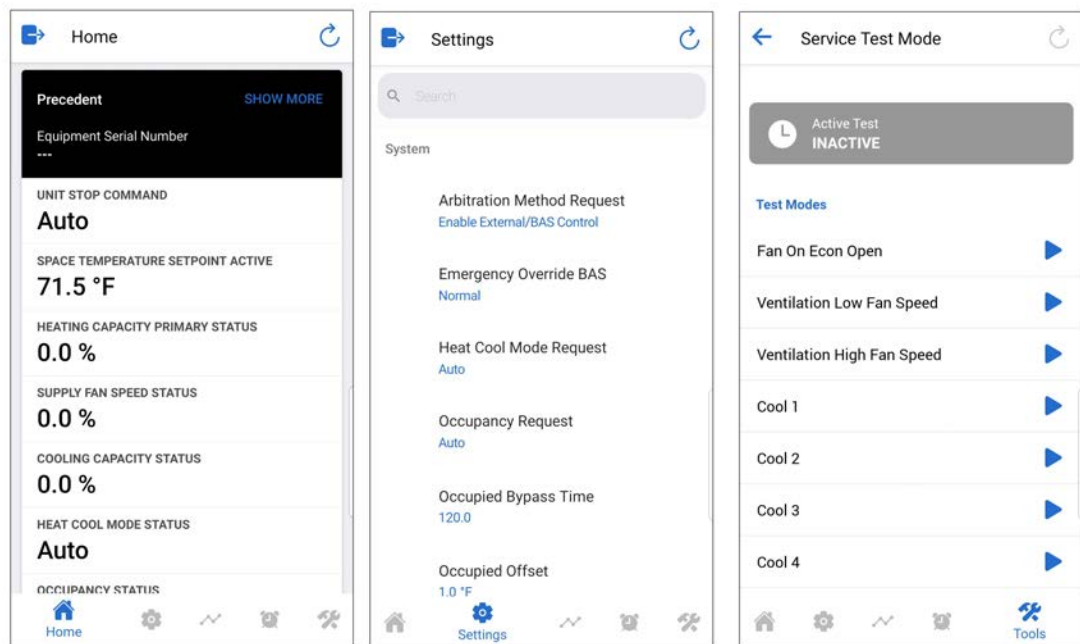 Home
Precedent
SHOW MORE
Equipment Serial Number
---
UNIT STOP COMMAND
Auto
SPACE TEMPERATURE SETPOINT ACTIVE
71.5 °F
HEATING CAPACITY PRIMARY STATUS
0.0 %
SUPPLY FAN SPEED STATUS
0.0 %
COOLING CAPACITY STATUS
0.0 %
HEAT COOL MODE STATUS
Auto
OCCUPANCY STATUS
Home
Settings
Search
System
Arbitration Method Request
Enable External/BAS Control
Emergency Override BAS
Normal
Heat Cool Mode Request
Auto
Occupancy Request
Auto
Occupied Bypass Time
120.0
Occupied Offset
1.0 °F
Settings
Service Test Mode
Active Test
INACTIVE
Test Modes
Fan On Econ Open
Ventilation Low Fan Speed
Ventilation High Fan Speed
Cool 1
Cool 2
Cool 3
Cool 4
Tools